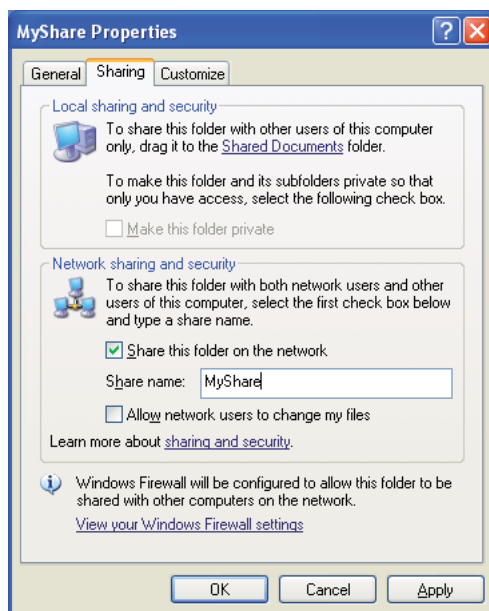 MyShare Properties
General Sharing Customize
Local sharing and security
To share this folder with other users of this computer
only, drag it to the Shared Documents folder.
To make this folder and its subfolders private so that
only you have access, select the following check box.
Make this folder private
Network sharing and security
To share this folder with both network users and other
users of this computer, select the first check box below
and type a share name.
Share this folder on the network
Share name: MyShare
Allow network users to change my files
Learn more about sharing and security.
Windows Firewall will be configured to allow this folder to be
shared with other computers on the network.
View your Windows Firewall settings
OK Cancel Apply